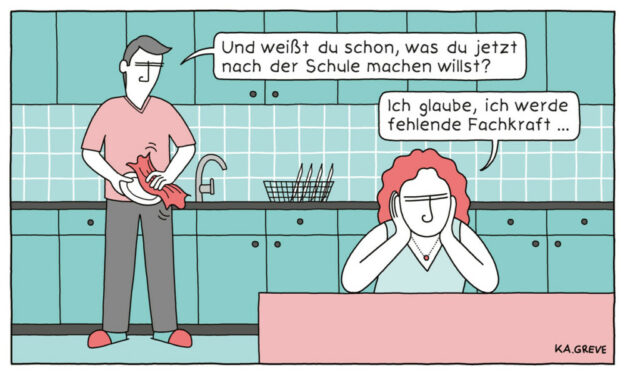 Und weißt du schon, was du jetzt
nach der Schule machen willst?
Ich glaube, ich werde
fehlende Fachkraft ...
KA.GREVE